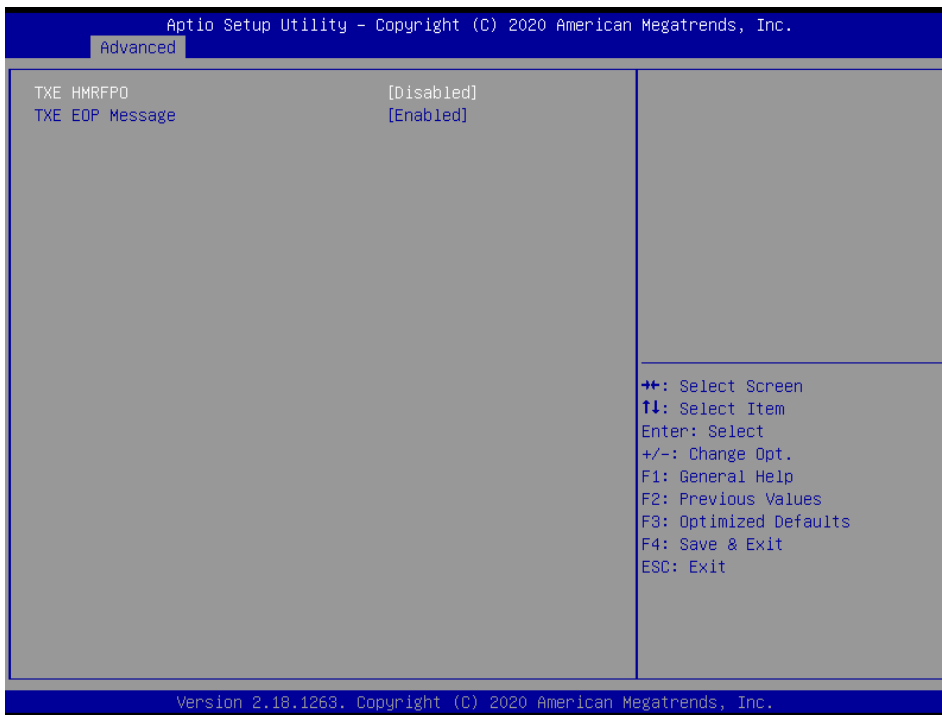 Aptio Setup Utility – Copyright (C) 2020 American Megatrends, Inc.
Advanced
TXE HMRFPO [Disabled]
TXE EOP Message [Enabled]
→←: Select Screen
↑↓: Select Item
Enter: Select
+/-: Change Opt.
F1: General Help
F2: Previous Values
F3: Optimized Defaults
F4: Save & Exit
ESC: Exit
Version 2.18.1263. Copyright (C) 2020 American Megatrends, Inc.